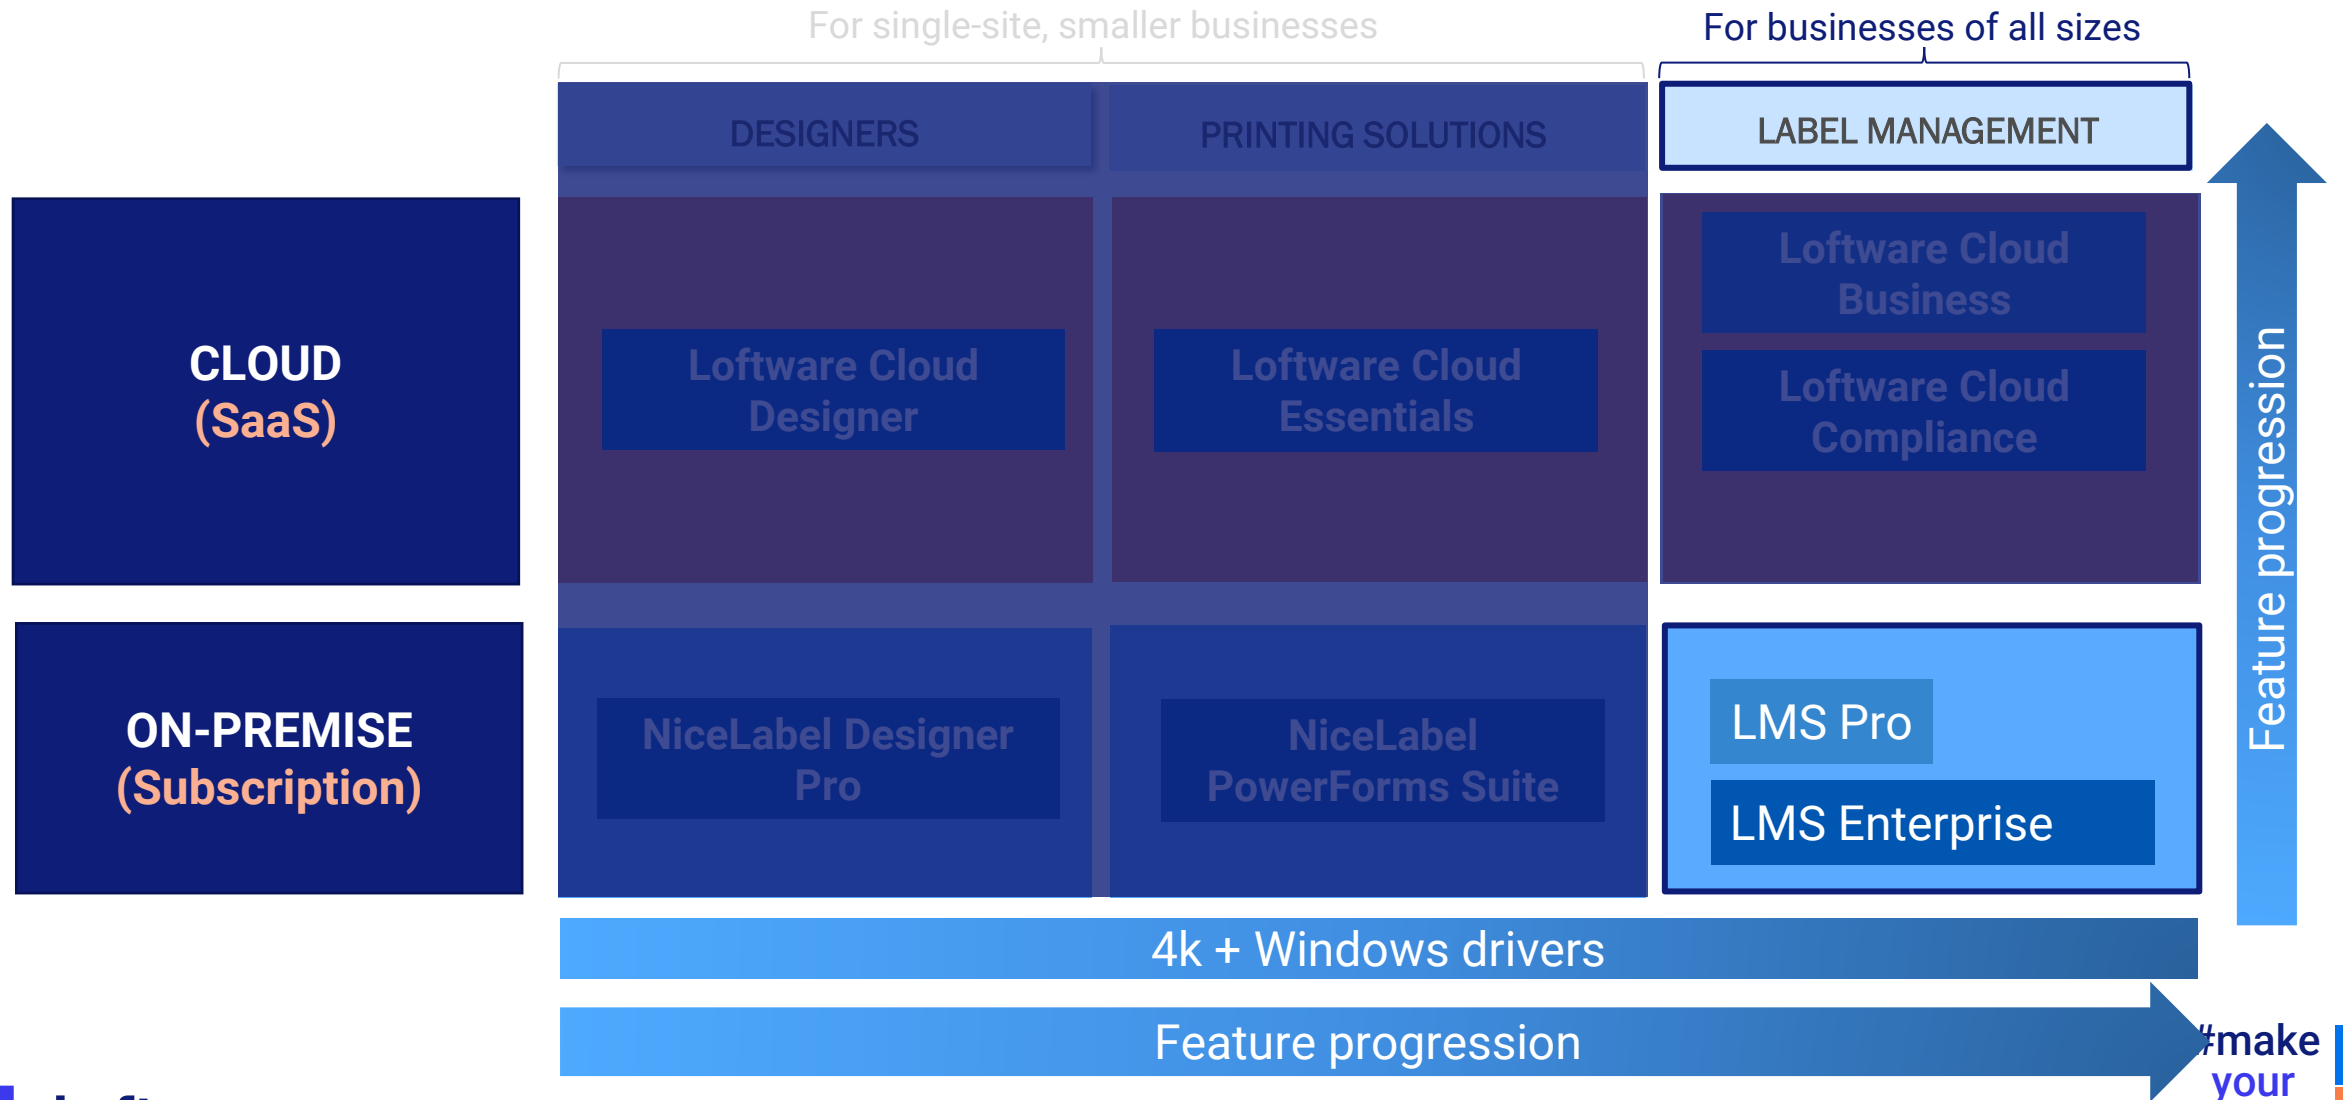 For single-site, smaller businesses
For businesses of all sizes
DESIGNERS
PRINTING SOLUTIONS
LABEL MANAGEMENT
CLOUD
(SaaS)
Loftware Cloud
Designer
Loftware Cloud
Essentials
Loftware Cloud
Business
Loftware Cloud
Compliance
Feature progression
ON-PREMISE
(Subscription)
NiceLabel Designer
Pro
NiceLabel
PowerForms Suite
LMS Pro
LMS Enterprise
4k + Windows drivers
Feature progression
#make
your